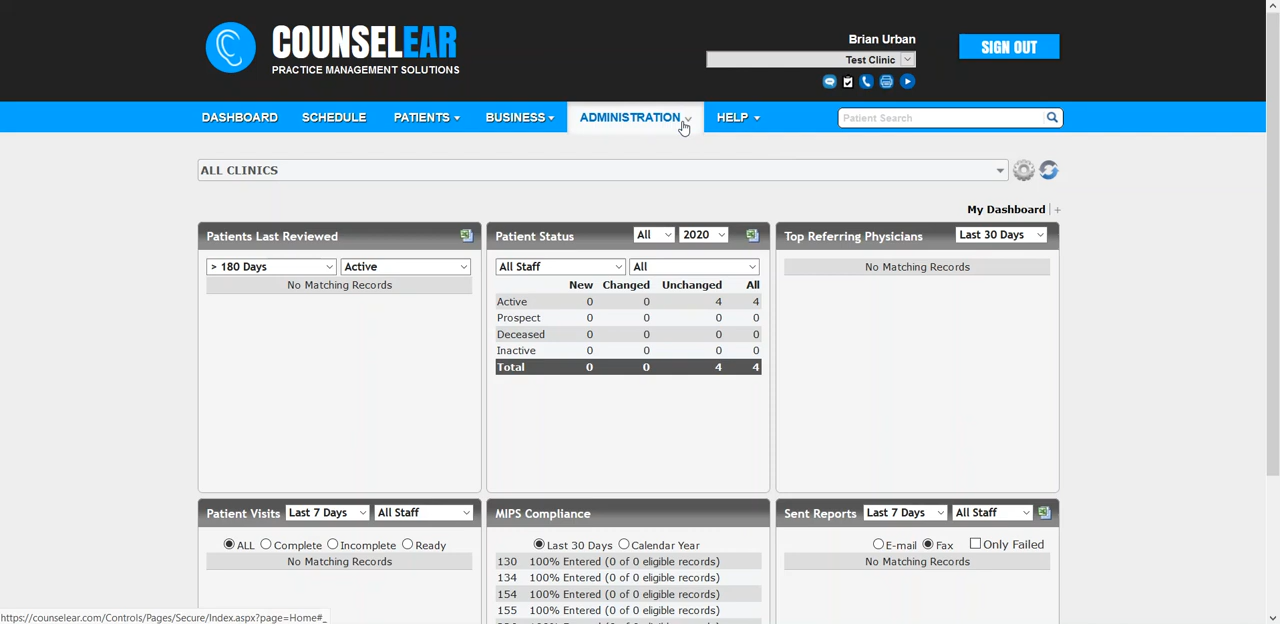 COUNSELEAR
PRACTICE MANAGEMENT SOLUTIONS
Brian Urban
Test Clinic
SIGN OUT
DASHBOARD SCHEDULE PATIENTS BUSINESS ADMINISTRATION HELP Patient Search
ALL CLINICS
My Dashboard +
Patients Last Reviewed
> 180 Days Active
No Matching Records
Patient Status All 2020
All Staff All
New Changed Unchanged All
Active 0 0 4 4
Prospect 0 0 0 0
Deceased 0 0 0 0
Inactive 0 0 0 0
Total 0 0 4 4
Top Referring Physicians Last 30 Days
No Matching Records
Patient Visits Last 7 Days All Staff
ALL Complete Incomplete Ready
No Matching Records
MIPS Compliance
Last 30 Days Calendar Year
130 100% Entered (0 of 0 eligible records)
134 100% Entered (0 of 0 eligible records)
154 100% Entered (0 of 0 eligible records)
155 100% Entered (0 of 0 eligible records)
Sent Reports Last 7 Days All Staff
E-mail Fax Only Failed
No Matching Records
https://counselear.com/Controls/Pages/Secure/Index.aspx?page=Home#_